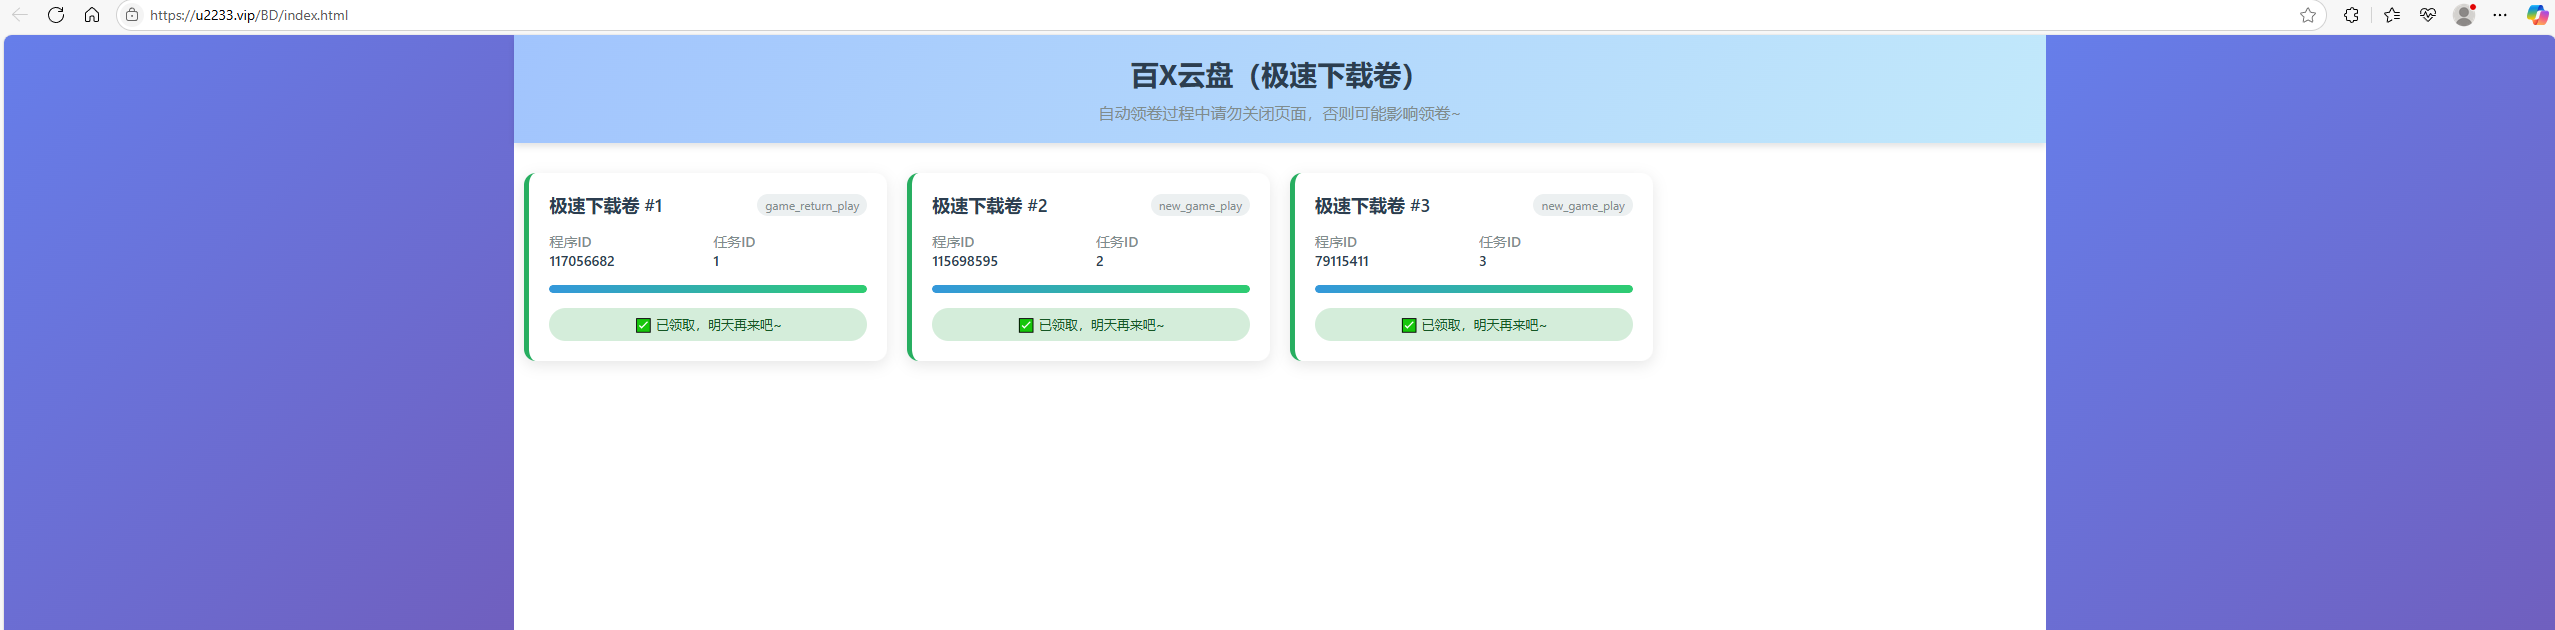 https://u2233.vip/BD/index.html
百X云盘（极速下载卷）
自动领卷过程中请勿关闭页面，否则可能影响领卷~
极速下载卷 #1
game_return_play
程序ID
任务ID
117056682
1
✅ 已领取，明天再来吧~
极速下载卷 #2
new_game_play
程序ID
任务ID
115698595
2
✅ 已领取，明天再来吧~
极速下载卷 #3
new_game_play
程序ID
任务ID
79115411
3
✅ 已领取，明天再来吧~